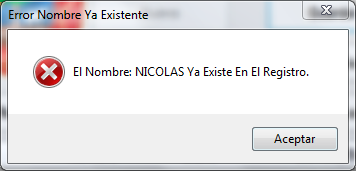 Error Nombre Ya Existente
El Nombre: NICOLAS Ya Existe En El Registro.
Aceptar